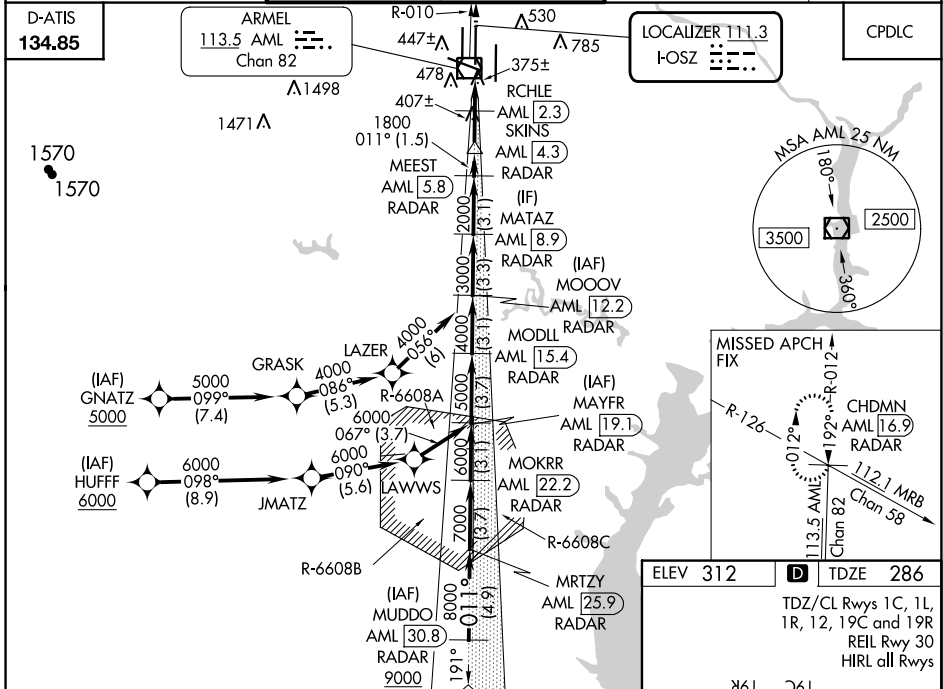 D-ATIS
134.85
ARMEL
113.5 AML
Chan 82
R-010
530
447±
785
478
375±
LOCALIZER 111.3
I-OSZ
CPDLC
1498
1471
407±
1800
011° (1.5)
RCHLE
AML 2.3
SKINS
AML 4.3
RADAR
MEEST
AML 5.8
RADAR
1570
1570
MSA AML 25 NM
180°
3500
2500
360°
2000
(3.1)
(IF)
MATAZ
AML 8.9
RADAR
3000
(3.3)
(IAF)
MOOOV
AML 12.2
RADAR
4000
(3.1)
MODLL
AML 15.4
RADAR
(IAF)
GNATZ
5000
5000
099°
(7.4)
GRASK
4000
086°
(5.3)
LAZER
4000
056°
(6)
R-6608A
5000
(3.7)
(IAF)
MAYFR
AML 19.1
RADAR
(IAF)
HUFFF
6000
6000
098°
(8.9)
JMATZ
6000
090°
(5.6)
LAWWS
6000
067° (3.7)
6000
(3.1)
MOKRR
AML 22.2
RADAR
7000
(3.7)
R-6608B
R-6608C
MRTZY
AML 25.9
RADAR
8000
011°
(4.9)
(IAF)
MUDDO
AML 30.8
RADAR
9000
191°
MISSED APCH
FIX
R-012
R-126
012°
192°
CHDMN
AML 16.9
RADAR
112.1 MRB
Chan 58
113.5 AML
Chan 82
ELEV 312
D
TDZE 286
TDZ/CL Rwys 1C, 1L,
1R, 12, 19C and 19R
REIL Rwy 30
HIRL all Rwys
19R
19C